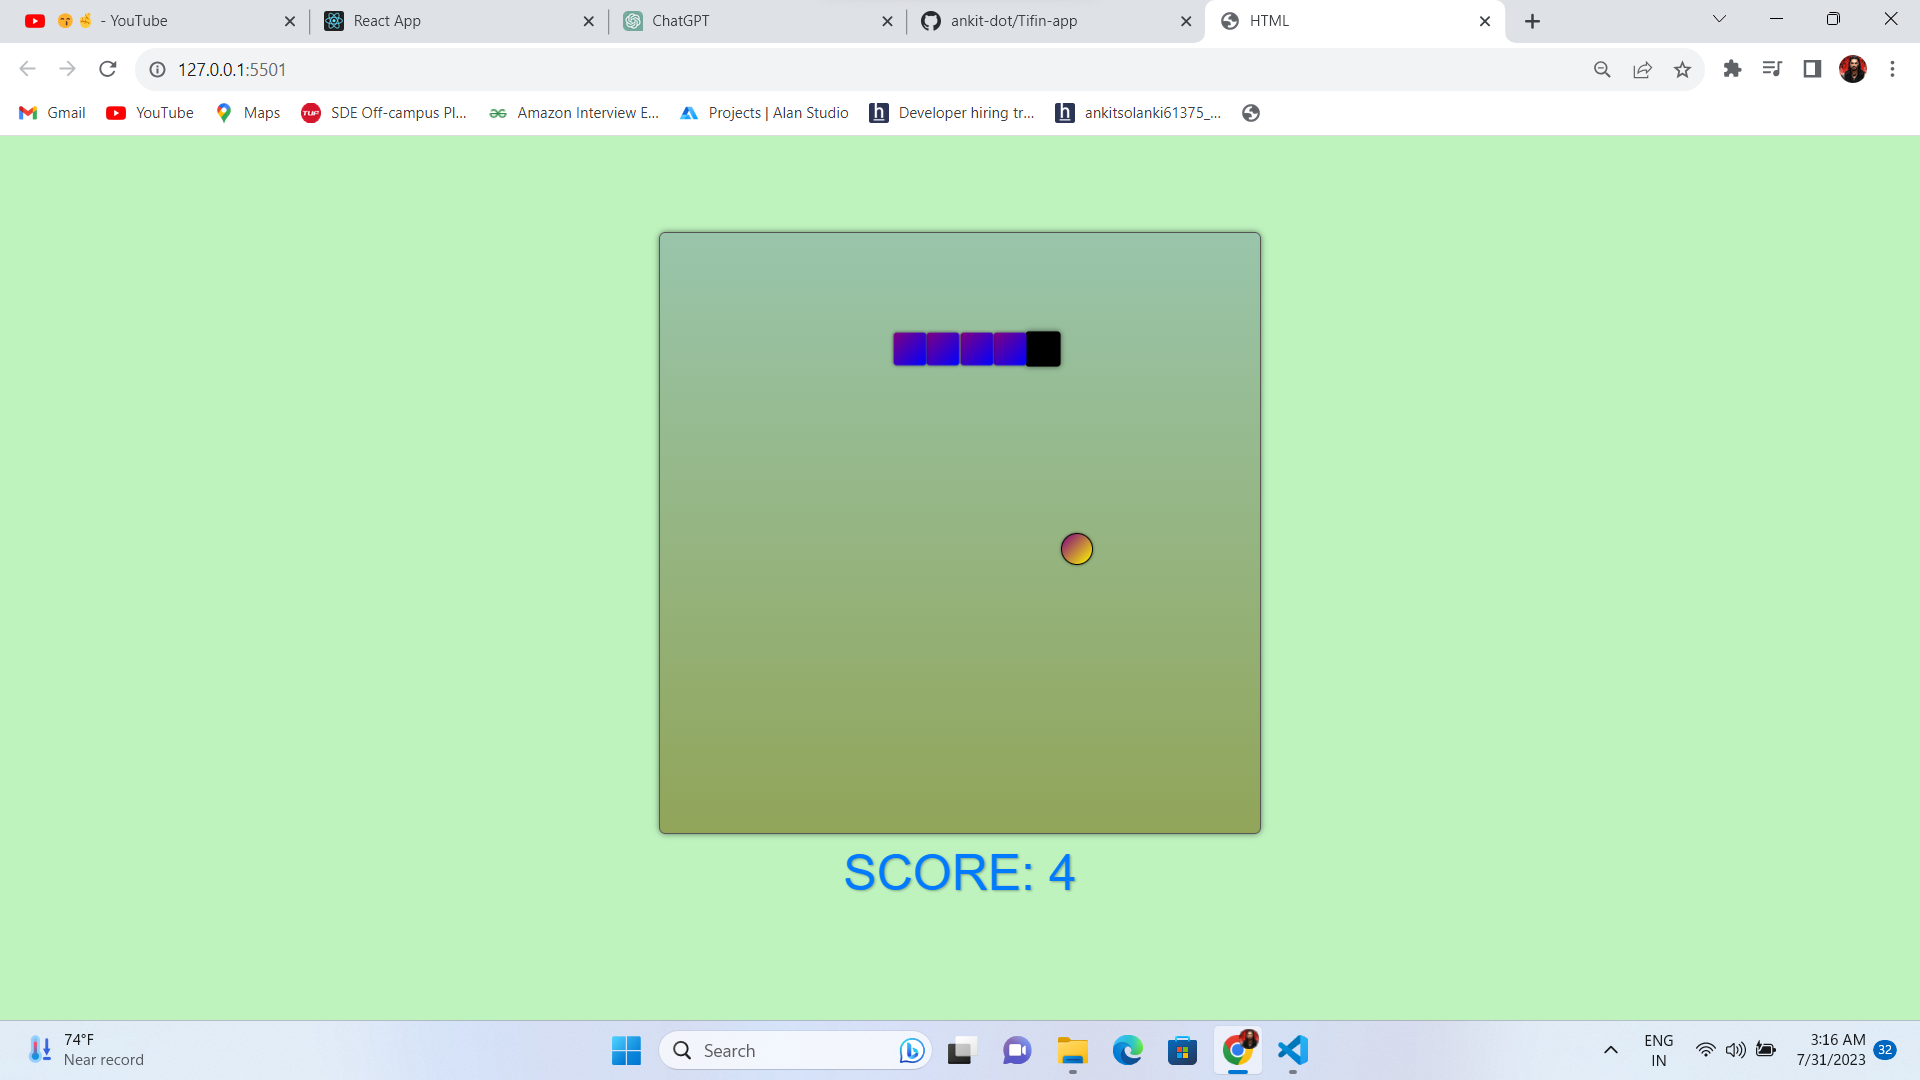 - YouTube
React App
ChatGPT
ankit-dot/Tifin-app
HTML
127.0.0.1:5501
Gmail
YouTube
Maps
TUF
SDE Off-campus Pl...
Amazon Interview E...
Projects | Alan Studio
h
Developer hiring tr...
h
ankitsolanki61375_...
SCORE: 4
74°F
Near record
Search
ENG
IN
3:16 AM
7/31/2023
32